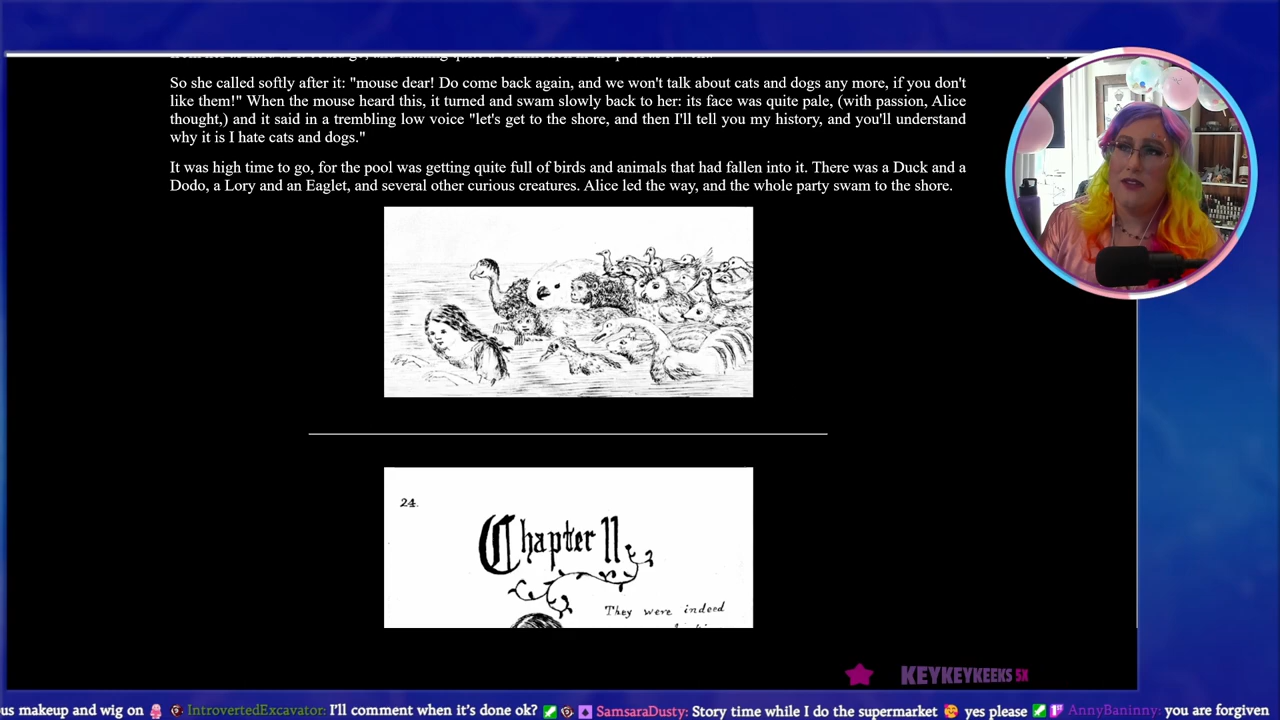 So she called softly after it: "mouse dear! Do come back again, and we won't talk about cats and dogs any more, if you don't
like them!" When the mouse heard this, it turned and swam slowly back to her: its face was quite pale, (with passion, Alice
thought,) and it said in a trembling low voice "let's get to the shore, and then I'll tell you my history, and you'll understand
why it is I hate cats and dogs."
It was high time to go, for the pool was getting quite full of birds and animals that had fallen into it. There was a Duck and a
Dodo, a Lory and an Eaglet, and several other curious creatures. Alice led the way, and the whole party swam to the shore.
24.
Chapter II
They were indeed
KEYKEYKEEKS 5X
us makeup and wig on IntrovertedExcavator: I'll comment when it's done ok? SamsaraDusty: Story time while I do the supermarket yes please AnnyBaninny: you are forgiven